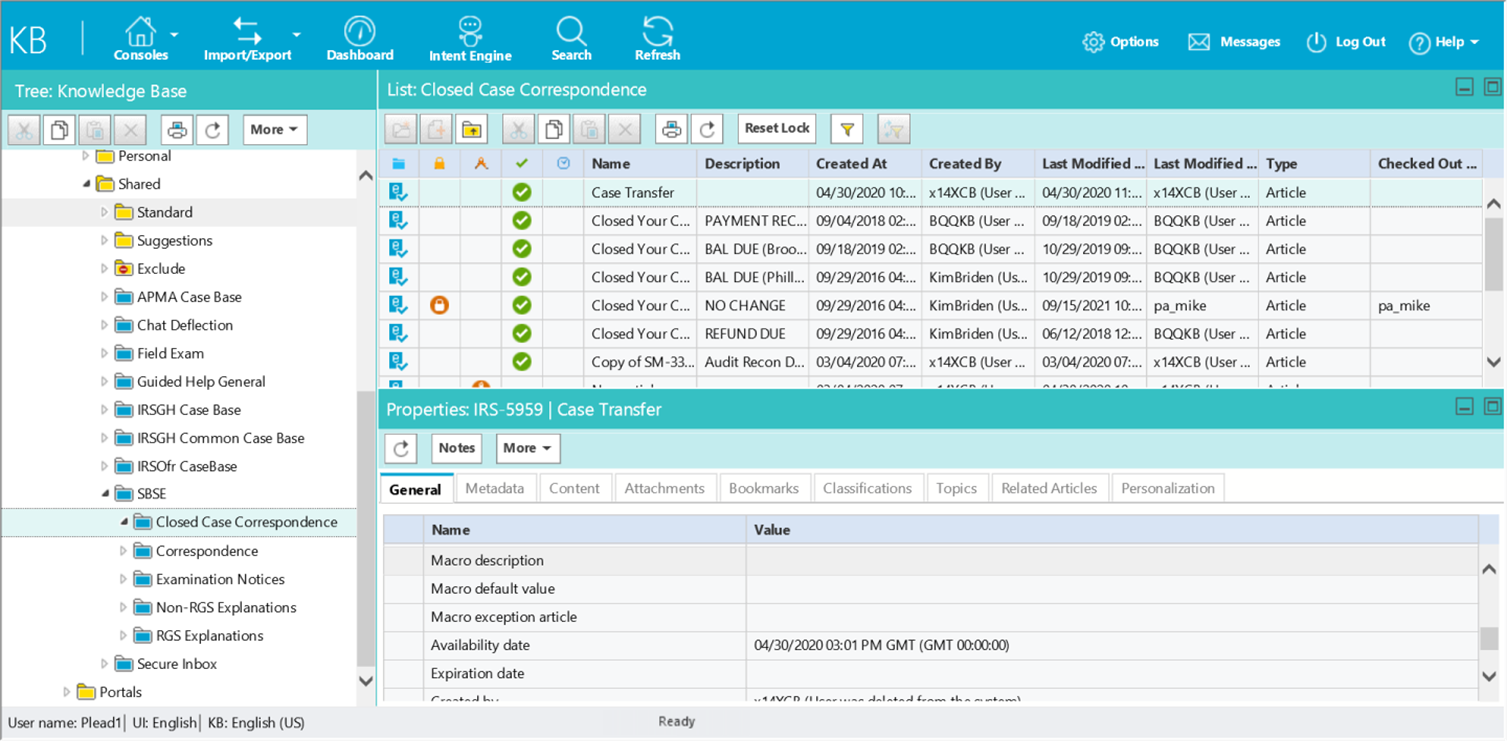 KB
Consoles Import/Export Dashboard Intent Engine Search Refresh Options Messages Log Out Help
Tree: Knowledge Base
More
Personal
Shared
Standard
Suggestions
Exclude
APMA Case Base
Chat Deflection
Field Exam
Guided Help General
IRSGH Case Base
IRSGH Common Case Base
IRSOfr CaseBase
SBSE
Closed Case Correspondence
Correspondence
Examination Notices
Non-RGS Explanations
RGS Explanations
Secure Inbox
Portals
List: Closed Case Correspondence
Reset Lock
Name Description Created At Created By Last Modified ... Last Modified ... Type Checked Out ...
Case Transfer 04/30/2020 10:... x14XCB (User ... 04/30/2020 11:... x14XCB (User ... Article
Closed Your C... PAYMENT REC... 09/04/2018 02:... BQQKB (User ... 09/18/2019 02:... BQQKB (User ... Article
Closed Your C... BAL DUE (Broo... 09/18/2019 02:... BQQKB (User ... 10/29/2019 09:... BQQKB (User ... Article
Closed Your C... BAL DUE (Phill... 09/29/2016 04:... KimBriden (Us... 10/29/2019 09:... BQQKB (User ... Article
Closed Your C... NO CHANGE 09/29/2016 04:... KimBriden (Us... 09/15/2021 10:... pa_mike Article pa_mike
Closed Your C... REFUND DUE 09/29/2016 04:... KimBriden (Us... 06/12/2018 12:... BQQKB (User ... Article
Copy of SM-33... Audit Recon D... 03/04/2020 07:... x14XCB (User ... 03/04/2020 07:... x14XCB (User ... Article
Properties: IRS-5959 | Case Transfer
Notes More
General Metadata Content Attachments Bookmarks Classifications Topics Related Articles Personalization
Name Value
Macro description
Macro default value
Macro exception article
Availability date 04/30/2020 03:01 PM GMT (GMT 00:00:00)
Expiration date
Created by x14XCB (User was deleted from the system)
User name: Plead1| UI: English| KB: English (US) Ready